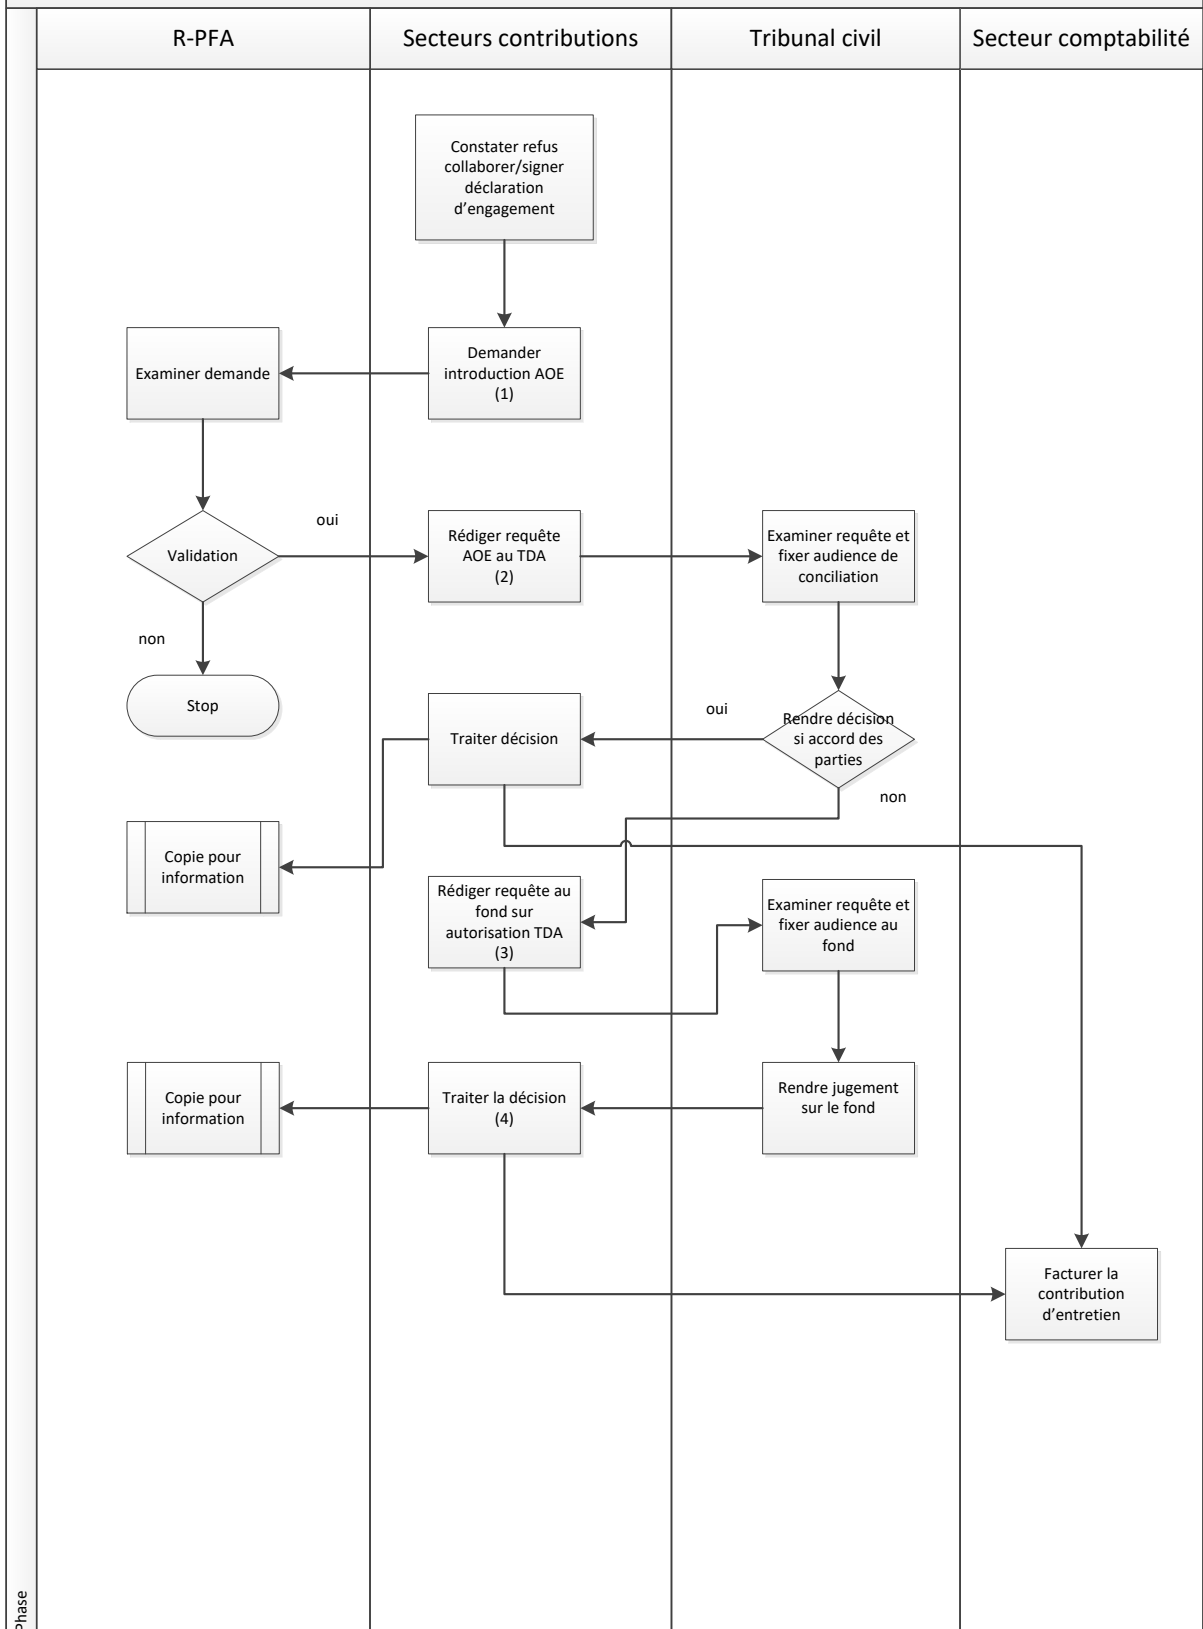 R-PFA
Secteurs contributions
Tribunal civil
Secteur comptabilité
Constater refus
collaborer/signer
déclaration
d’engagement
Examiner demande
Demander
introduction AOE
(1)
Validation
oui
Rédiger requête
AOE au TDA
(2)
Examiner requête et
fixer audience de
conciliation
non
Stop
Traiter décision
oui
Rendre décision
si accord des
parties
non
Copie pour
information
Rédiger requête au
fond sur
autorisation TDA
(3)
Examiner requête et
fixer audience au
fond
Copie pour
information
Traiter la décision
(4)
Rendre jugement
sur le fond
Facturer la
contribution
d’entretien
Phase